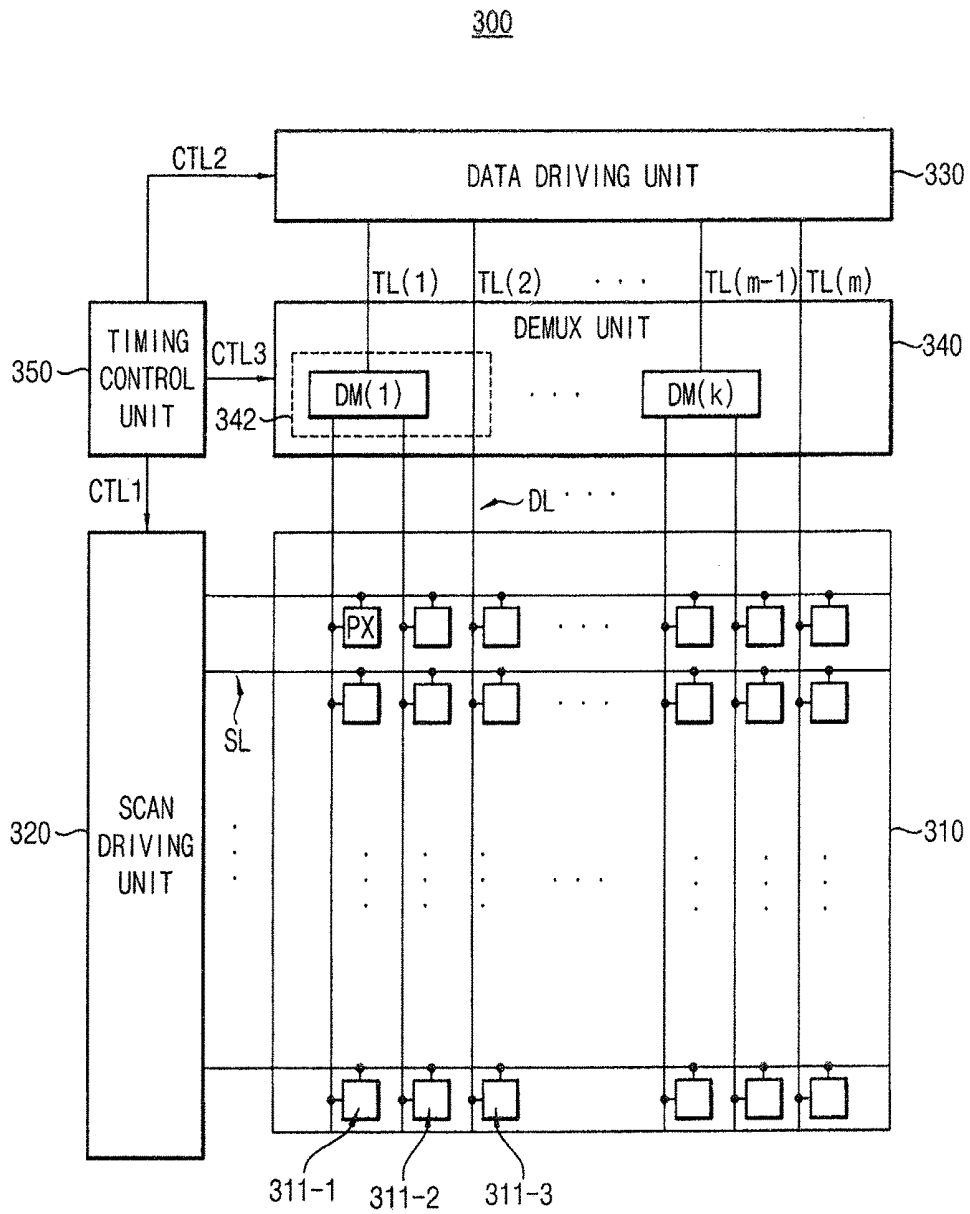 300
CTL2
DATA DRIVING UNIT
330
TL(1) TL(2) . . . TL(m-1) TL(m)
DEMUX UNIT
340
TIMING
CONTROL
UNIT
350
CTL3
DM(1) . . . DM(k)
342
CTL1
DL . . .
PX . . .
SL
. . .
SCAN
DRIVING
UNIT
320
310
. . .
311-1 311-2 311-3